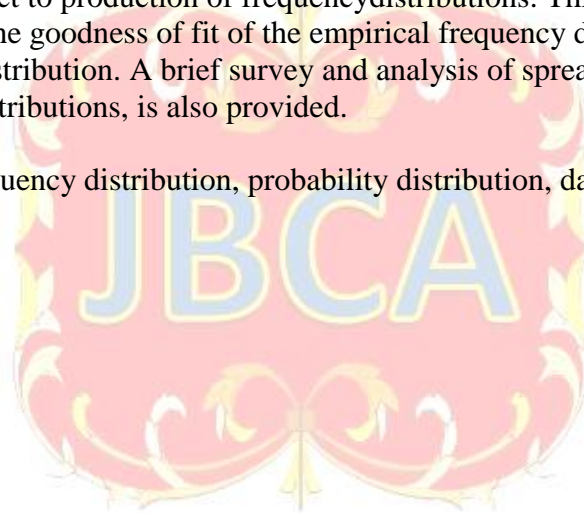 ct to production of frequencydistributions. Th
ne goodness of fit of the empirical frequency d
stribution. A brief survey and analysis of sprea
tributions, is also provided.
uency distribution, probability distribution, da
JBCA